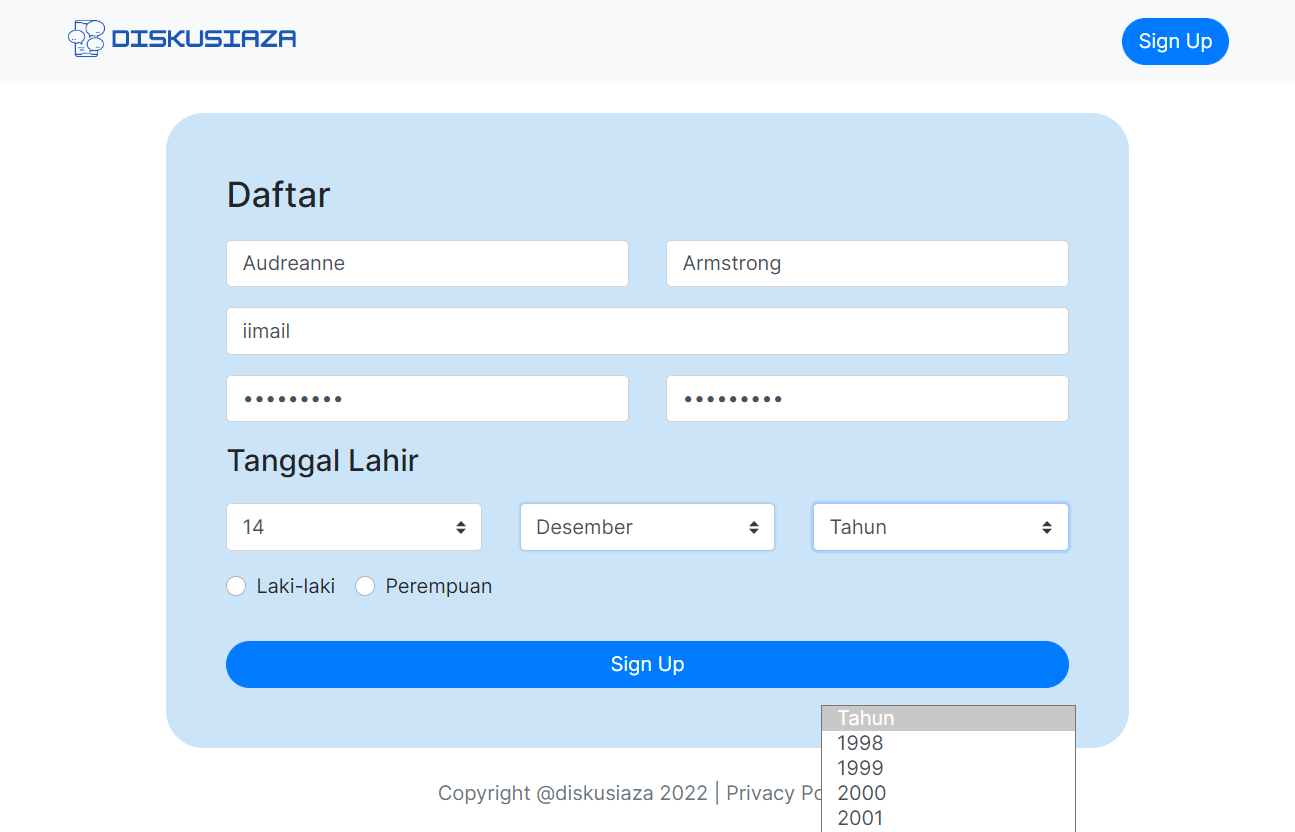 DISKUSIAZA
Sign Up
Daftar
Audreanne
Armstrong
iimail
•••••••••
•••••••••
Tanggal Lahir
14
Desember
Tahun
Laki-laki
Perempuan
Sign Up
Tahun
1998
1999
2000
2001
Copyright @diskusiaza 2022 | Privacy